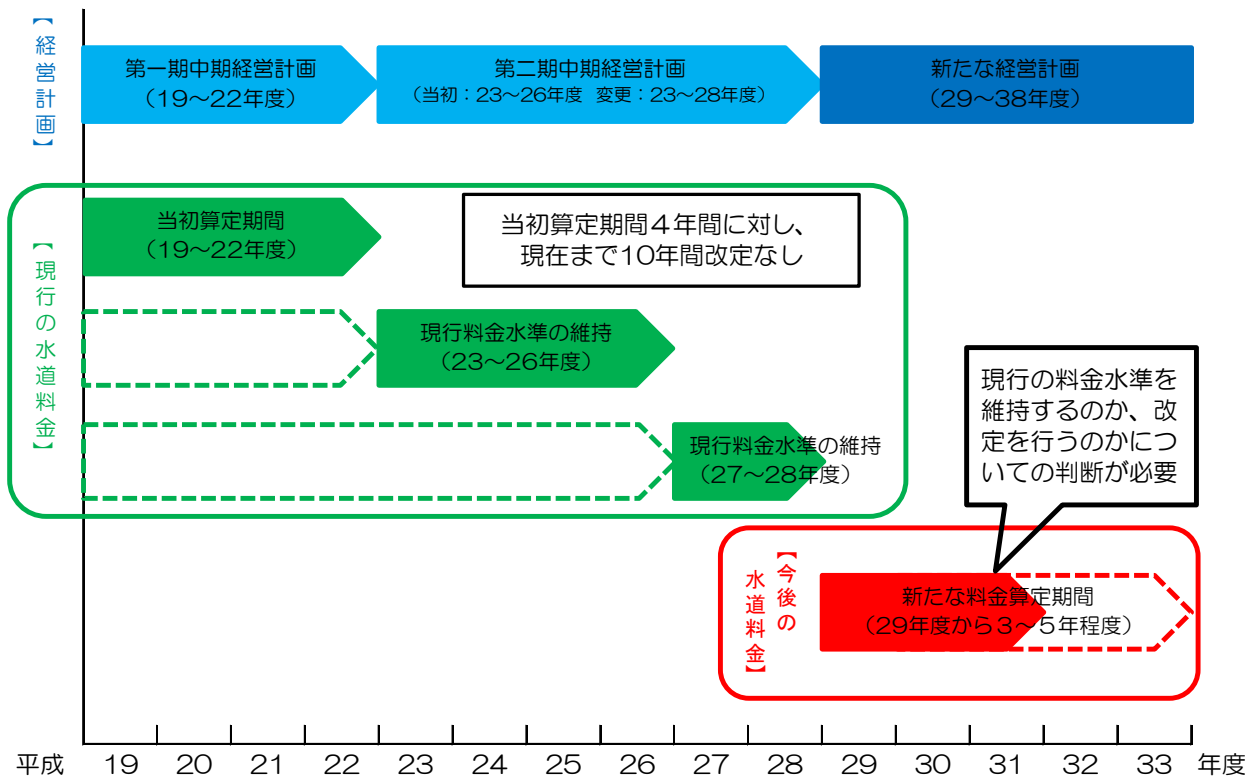 【経営計画】
第一期中期経営計画
（19～22年度）
第二期中期経営計画
（当初：23～26年度 変更：23～28年度）
新たな経営計画
（29～38年度）
【現行の水道料金】
当初算定期間
（19～22年度）
当初算定期間４年間に対し、
現在まで10年間改定なし
現行料金水準の維持
（23～26年度）
現行料金水準の維持
（27～28年度）
現行の料金水準を
維持するのか、改
定を行うのかにつ
いての判断が必要
【今後の
水道料金】
新たな料金算定期間
（29年度から３～５年程度）
平成 19 20 21 22 23 24 25 26 27 28 29 30 31 32 33 年度